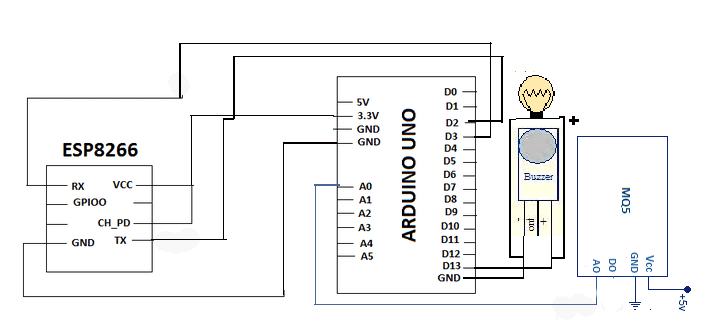 ESP8266
RX
VCC
GPIOO
CH_PD
GND
TX
ARDUINO UNO
5V
3.3V
GND
GND
A0
A1
A2
A3
A4
A5
D0
D1
D2
D3
D4
D5
D6
D7
D8
D9
D10
D11
D12
D13
GND
+
Buzzer
- out +
MQ5
AO
DO
GND
Vcc
+5v